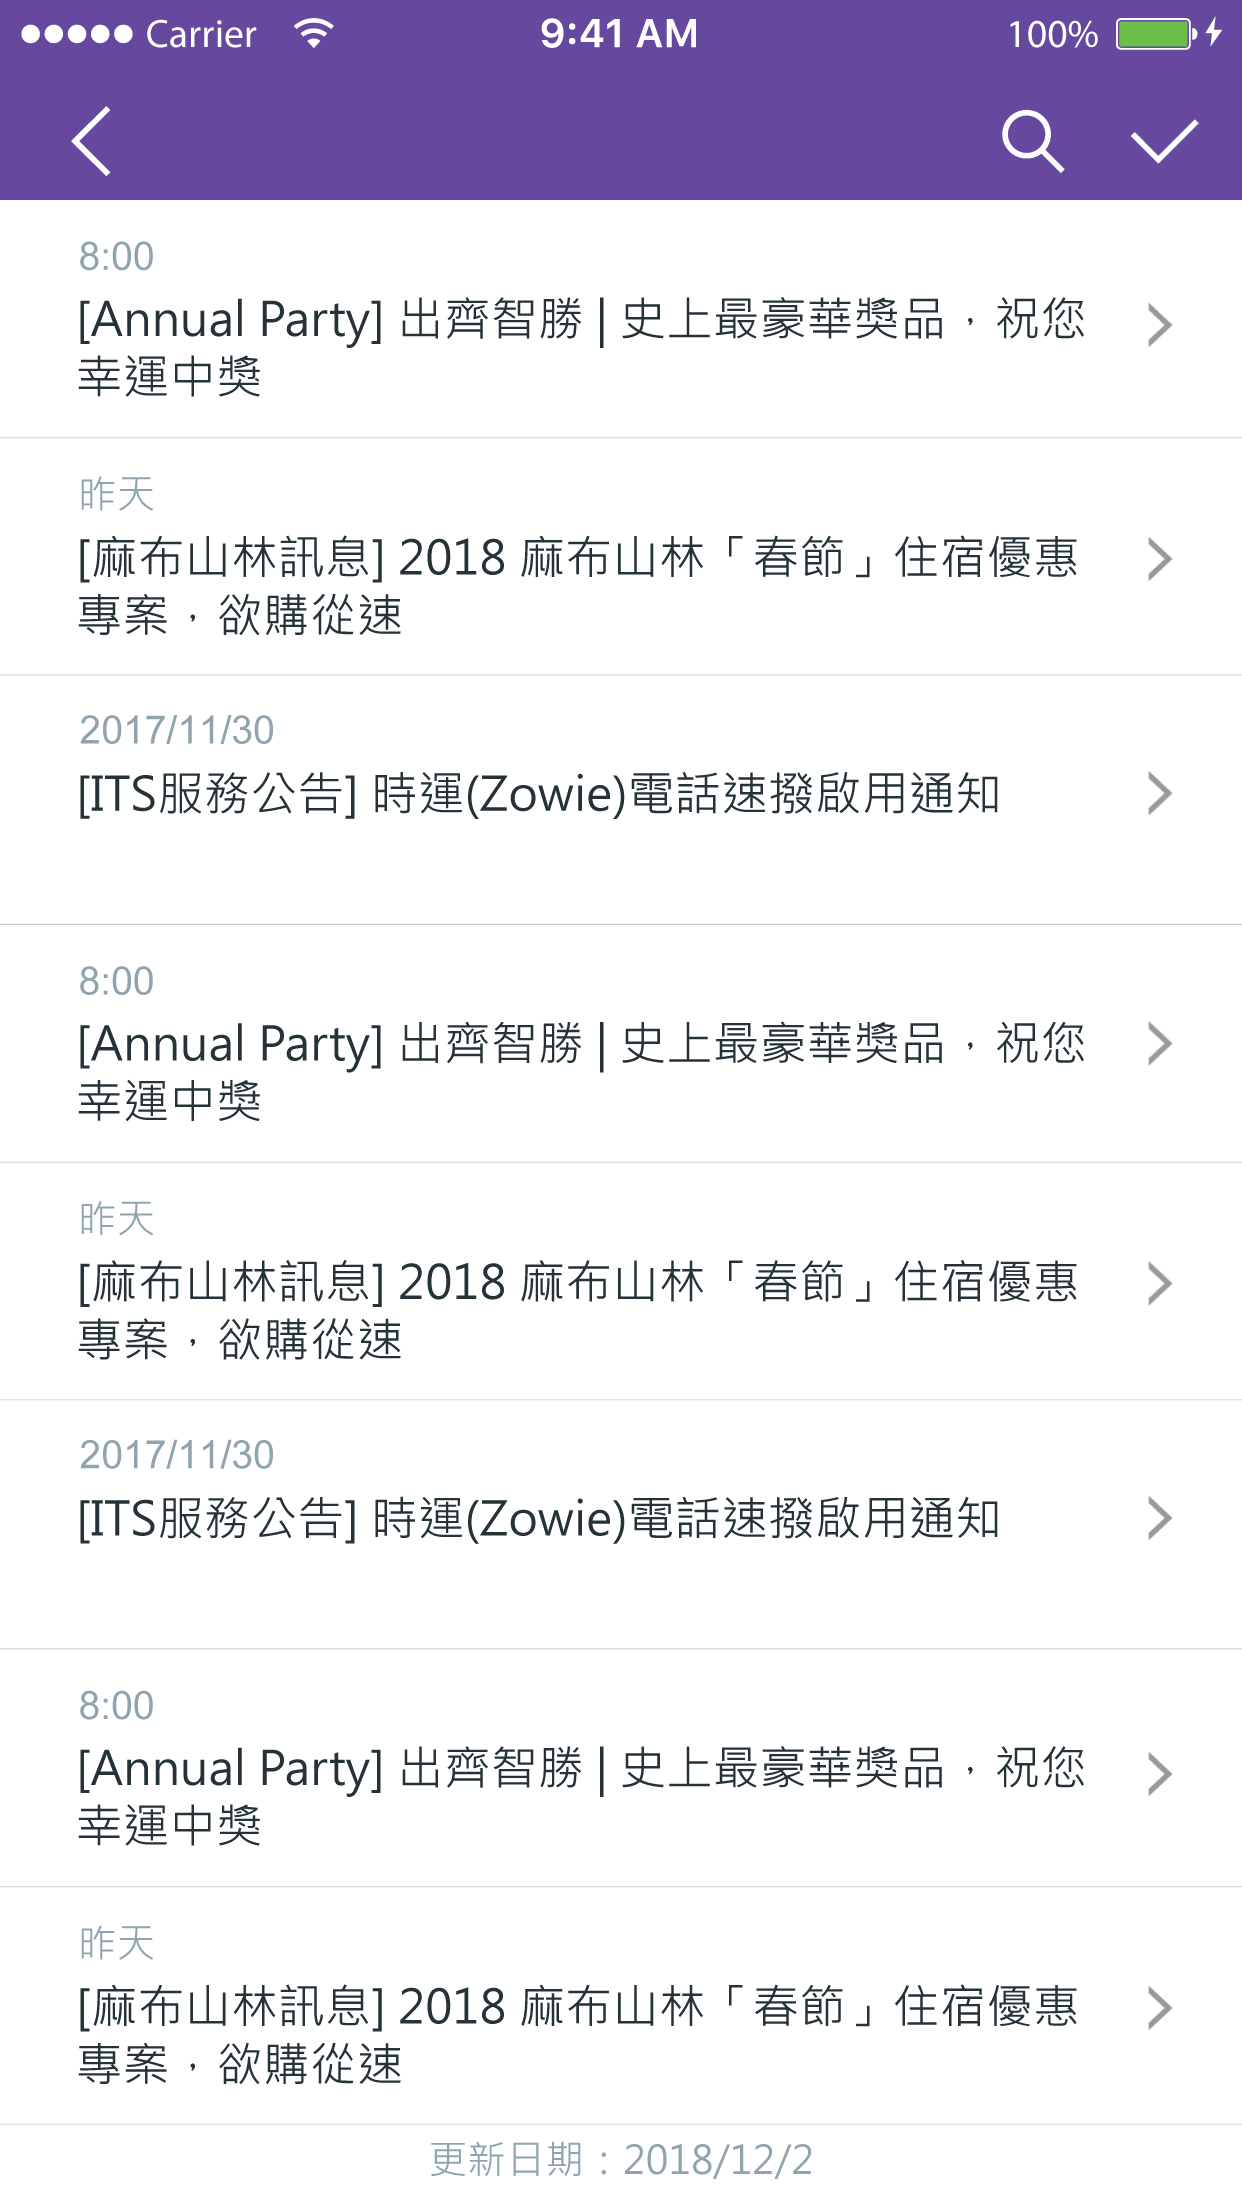 Carrier 9:41 AM 100%
8:00
[Annual Party] 出齊智勝 | 史上最豪華獎品，祝您
幸運中獎
昨天
[麻布山林訊息] 2018 麻布山林「春節」住宿優惠
專案，欲購從速
2017/11/30
[ITS服務公告] 時運(Zowie)電話速撥啟用通知
8:00
[Annual Party] 出齊智勝 | 史上最豪華獎品，祝您
幸運中獎
昨天
[麻布山林訊息] 2018 麻布山林「春節」住宿優惠
專案，欲購從速
2017/11/30
[ITS服務公告] 時運(Zowie)電話速撥啟用通知
8:00
[Annual Party] 出齊智勝 | 史上最豪華獎品，祝您
幸運中獎
昨天
[麻布山林訊息] 2018 麻布山林「春節」住宿優惠
專案，欲購從速
更新日期：2018/12/2